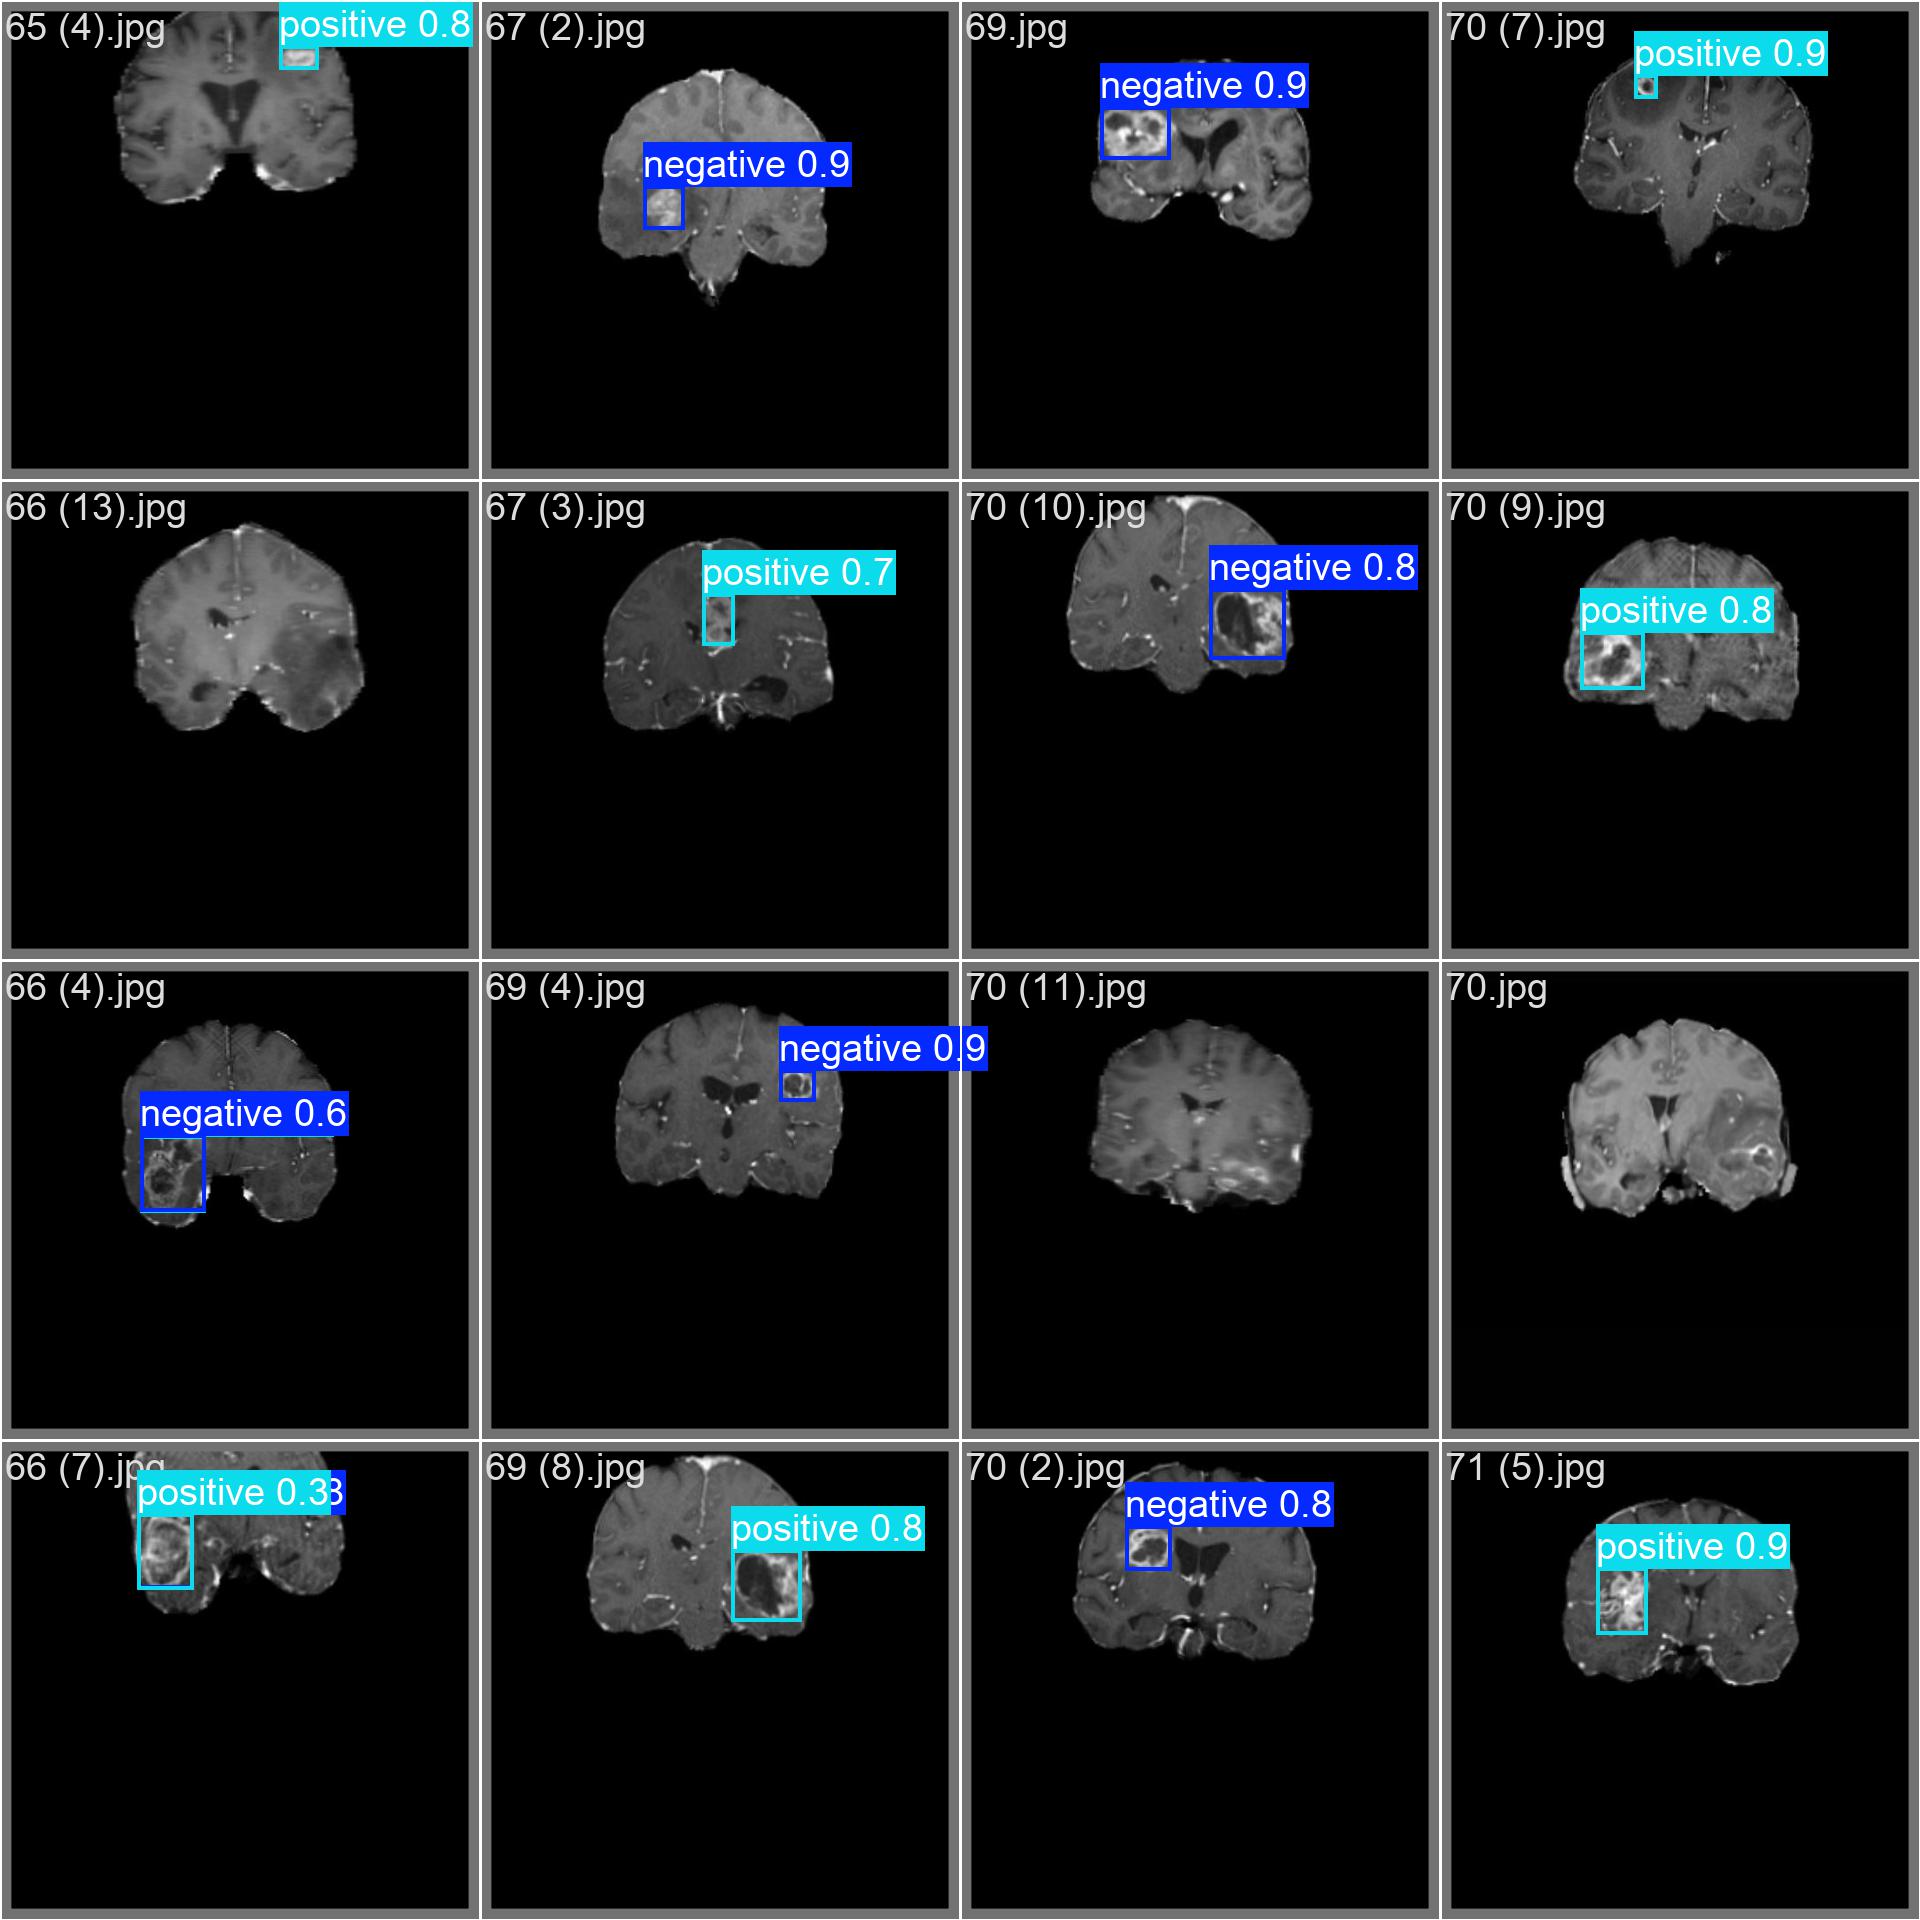 65 (4).jpg
positive 0.8
67 (2).jpg
negative 0.9
69.jpg
negative 0.9
70 (7).jpg
positive 0.9
66 (13).jpg
67 (3).jpg
positive 0.7
70 (10).jpg
negative 0.8
70 (9).jpg
positive 0.8
66 (4).jpg
negative 0.6
69 (4).jpg
negative 0.9
70 (11).jpg
70.jpg
66 (7).jpg
positive 0.3
69 (8).jpg
positive 0.8
70 (2).jpg
negative 0.8
71 (5).jpg
positive 0.9